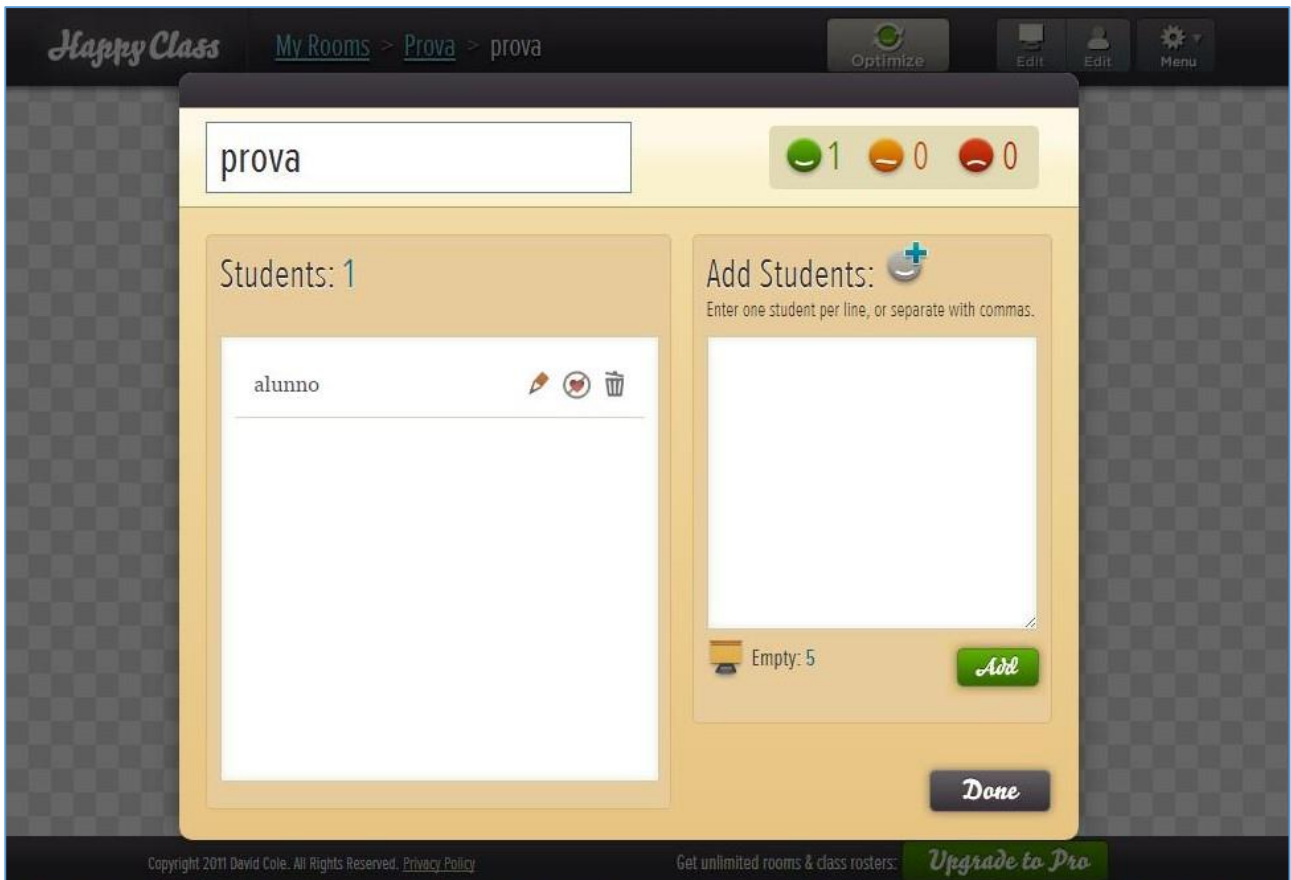 Happy Class My Rooms > Prova > prova Optimize Edit Edit Menu
prova 1 0 0
Students: 1
Add Students:
Enter one student per line, or separate with commas.
alunno
Empty: 5 Add
Done
Copyright 2011 David Cole. All Rights Reserved. Privacy Policy Get unlimited rooms & class rosters: Upgrade to Pro